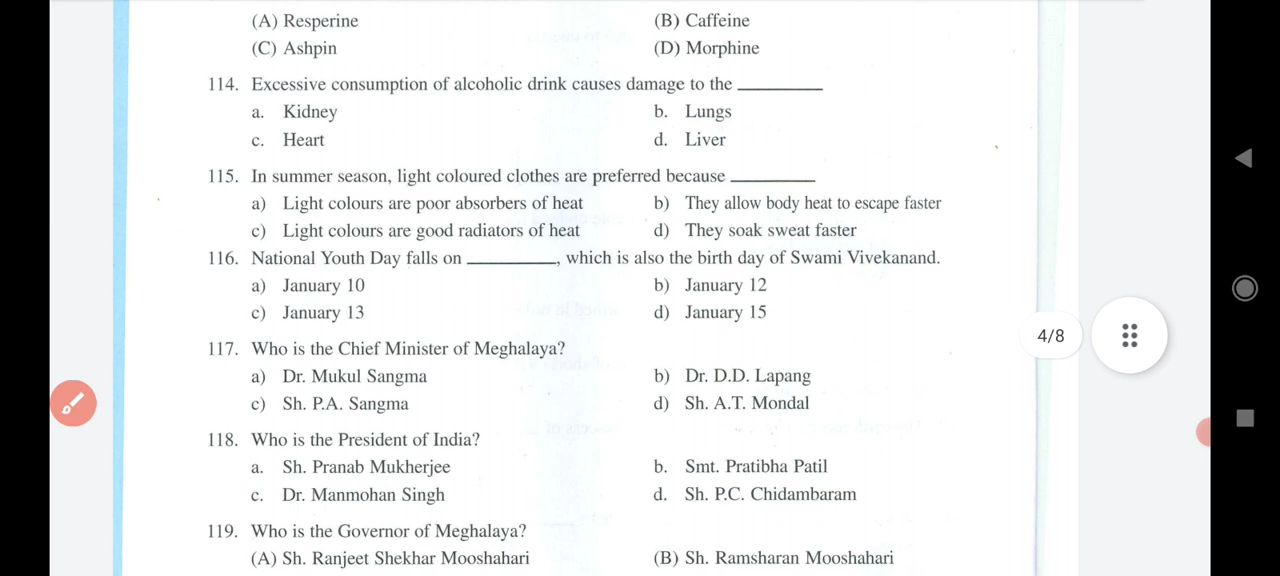 (A) Resperine (B) Caffeine
(C) Ashpin (D) Morphine
114. Excessive consumption of alcoholic drink causes damage to the ________
a. Kidney b. Lungs
c. Heart d. Liver
115. In summer season, light coloured clothes are preferred because ________
a) Light colours are poor absorbers of heat b) They allow body heat to escape faster
c) Light colours are good radiators of heat d) They soak sweat faster
116. National Youth Day falls on ________, which is also the birth day of Swami Vivekanand.
a) January 10 b) January 12
c) January 13 d) January 15
4/8
117. Who is the Chief Minister of Meghalaya?
a) Dr. Mukul Sangma b) Dr. D.D. Lapang
c) Sh. P.A. Sangma d) Sh. A.T. Mondal
118. Who is the President of India?
a. Sh. Pranab Mukherjee b. Smt. Pratibha Patil
c. Dr. Manmohan Singh d. Sh. P.C. Chidambaram
119. Who is the Governor of Meghalaya?
(A) Sh. Ranjeet Shekhar Mooshahari (B) Sh. Ramsharan Mooshahari